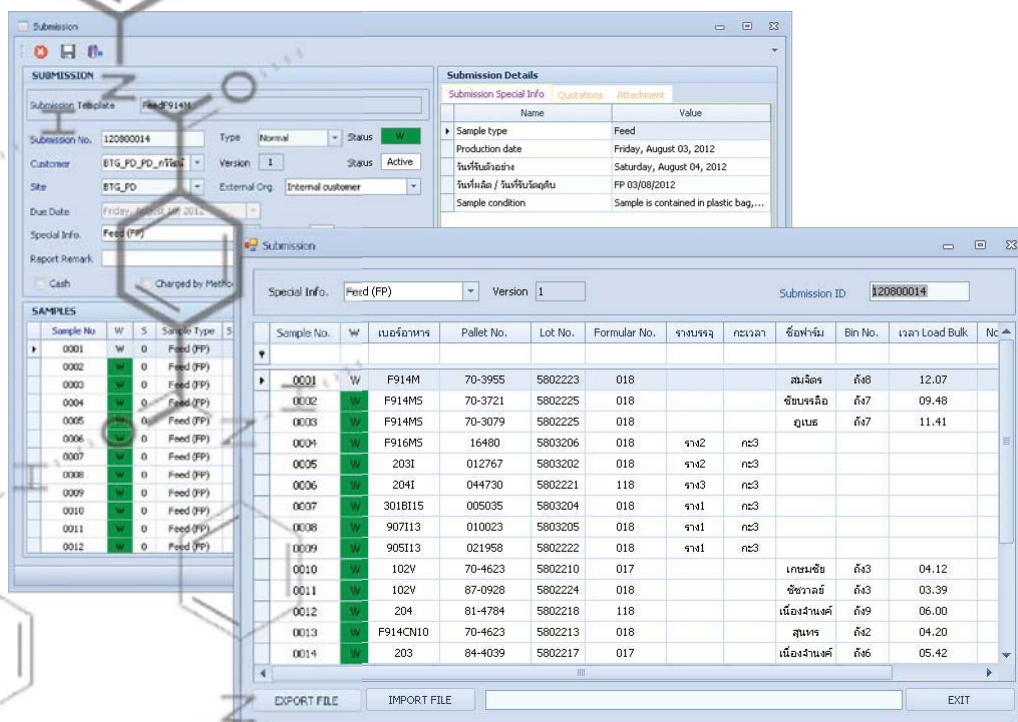 Submission
SUBMISSION
Submission Template FeedF914M
Submission No. 120800014 Type Normal Status W
Customer BTG_PD_PD_ Version 1 Status Active
Site BTG_PD External Org. Internal customer
Due Date Friday, August 10, 2012
Special Info. Feed (FP)
Report Remark
Cash Charged by Metho
Submission Details
Submission Special Info Quotations Attachment
Name Value
Sample type Feed
Production date Friday, August 03, 2012
วันที่รับตัวอย่าง Saturday, August 04, 2012
วันที่ผลิต / วันที่รับวัตถุดิบ FP 03/08/2012
Sample condition Sample is contained in plastic bag,...
SAMPLES
Sample No W S Sample Type S
0001 W 0 Feed (FP)
0002 W 0 Feed (FP)
0003 W 0 Feed (FP)
0004 W 0 Feed (FP)
0005 W 0 Feed (FP)
0006 W 0 Feed (FP)
0007 W 0 Feed (FP)
0008 W 0 Feed (FP)
0009 W 0 Feed (FP)
0010 W 0 Feed (FP)
0011 W 0 Feed (FP)
0012 W 0 Feed (FP)
Submission
Special Info. Feed (FP) Version 1 Submission ID 120800014
Sample No. W เบอร์อาหาร Pallet No. Lot No. Formular No. รางบรรจุ กะเวลา ชื่อฟาร์ม Bin No. เวลา Load Bulk No
0001 W F914M 70-3955 5802223 018 สมจิตร ถัง8 12.07
0002 W F914MS 70-3721 5802225 018 ชัยบรรลือ ถัง7 09.48
0003 W F914MS 70-3079 5802225 018 ภูเบธ ถัง7 11.41
0004 W F916MS 16480 5803206 018 ราง2 กะ3
0005 W 203I 012767 5803202 018 ราง2 กะ3
0006 W 204I 044730 5802221 118 ราง3 กะ3
0007 W 301BI15 005035 5803204 018 ราง1 กะ3
0008 W 907I13 010023 5803205 018 ราง1 กะ3
0009 W 905I13 021958 5802222 018 ราง1 กะ3
0010 W 102V 70-4623 5802210 017 เกษมชัย ถัง3 04.12
0011 W 102V 87-0928 5802224 018 ชัชวาลย์ ถัง3 03.39
0012 W 204 81-4784 5802218 118 เนื่องจำนงค์ ถัง9 06.00
0013 W F914CN10 70-4623 5802213 018 สุนทร ถัง2 04.20
0014 W 203 84-4039 5802217 017 เนื่องจำนงค์ ถัง6 05.42
EXPORT FILE IMPORT FILE EXIT
N
O
H
N
O
H
N
H
N